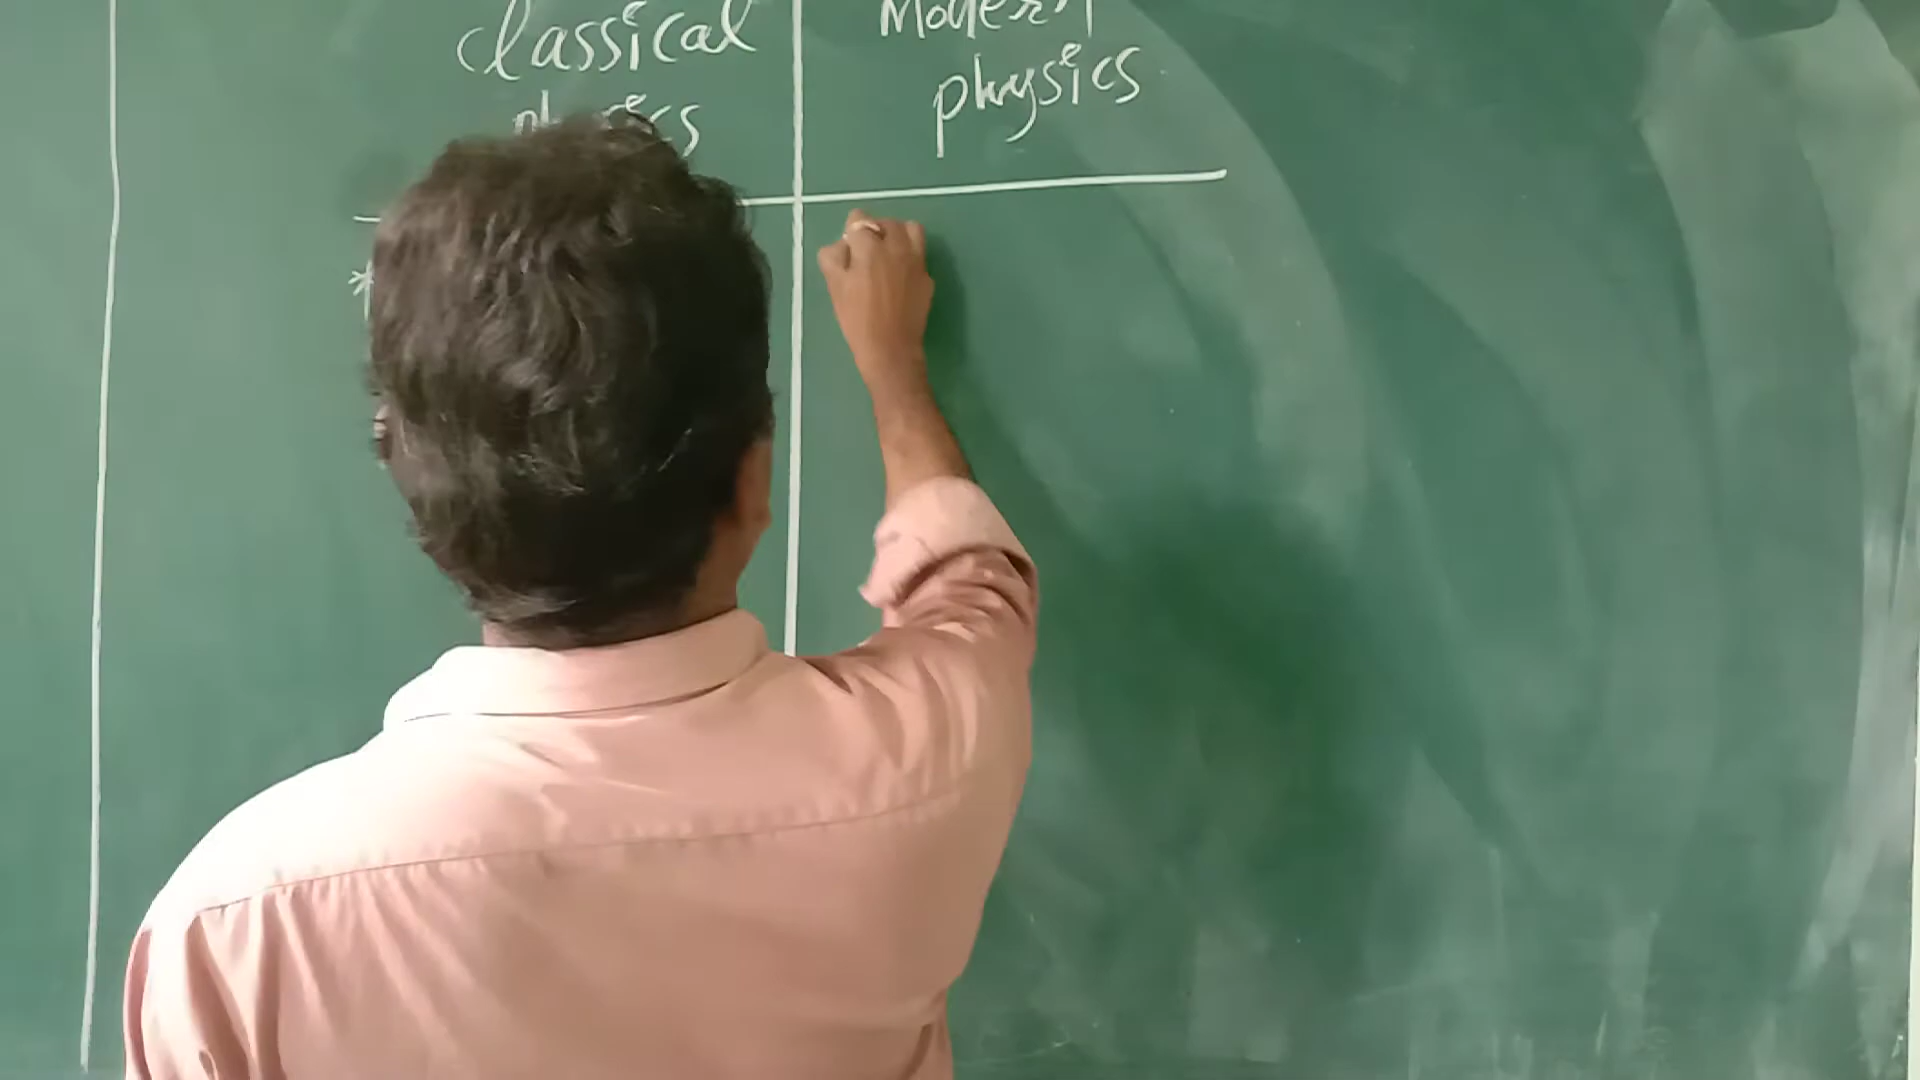 classical
physics
Modern
physics
*